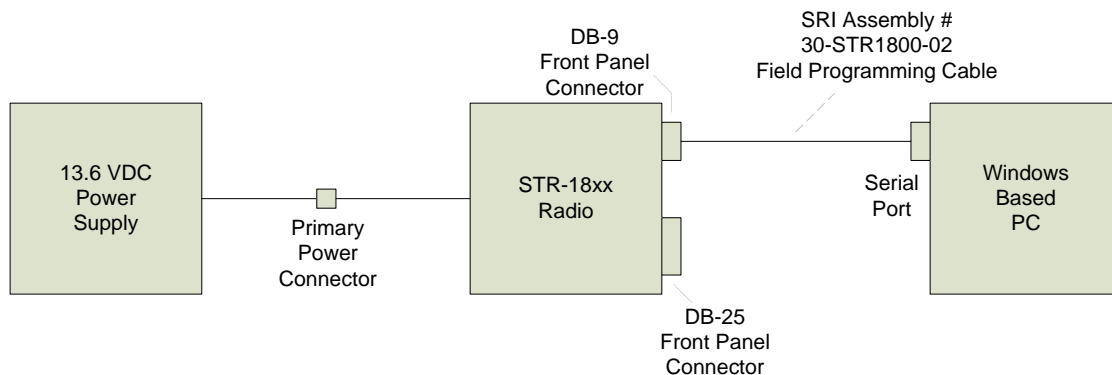 DB-9
Front Panel
Connector
SRI Assembly #
30-STR1800-02
Field Programming Cable
13.6 VDC
Power
Supply
Primary
Power
Connector
STR-18xx
Radio
Serial
Port
Windows
Based
PC
DB-25
Front Panel
Connector